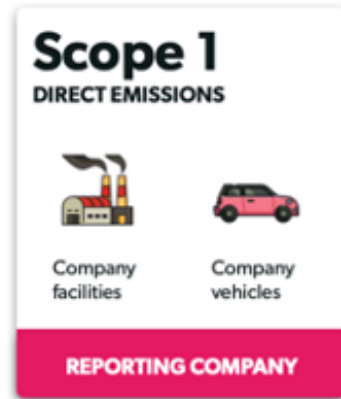 Scope 1
DIRECT EMISSIONS
Company facilities
Company vehicles
REPORTING COMPANY